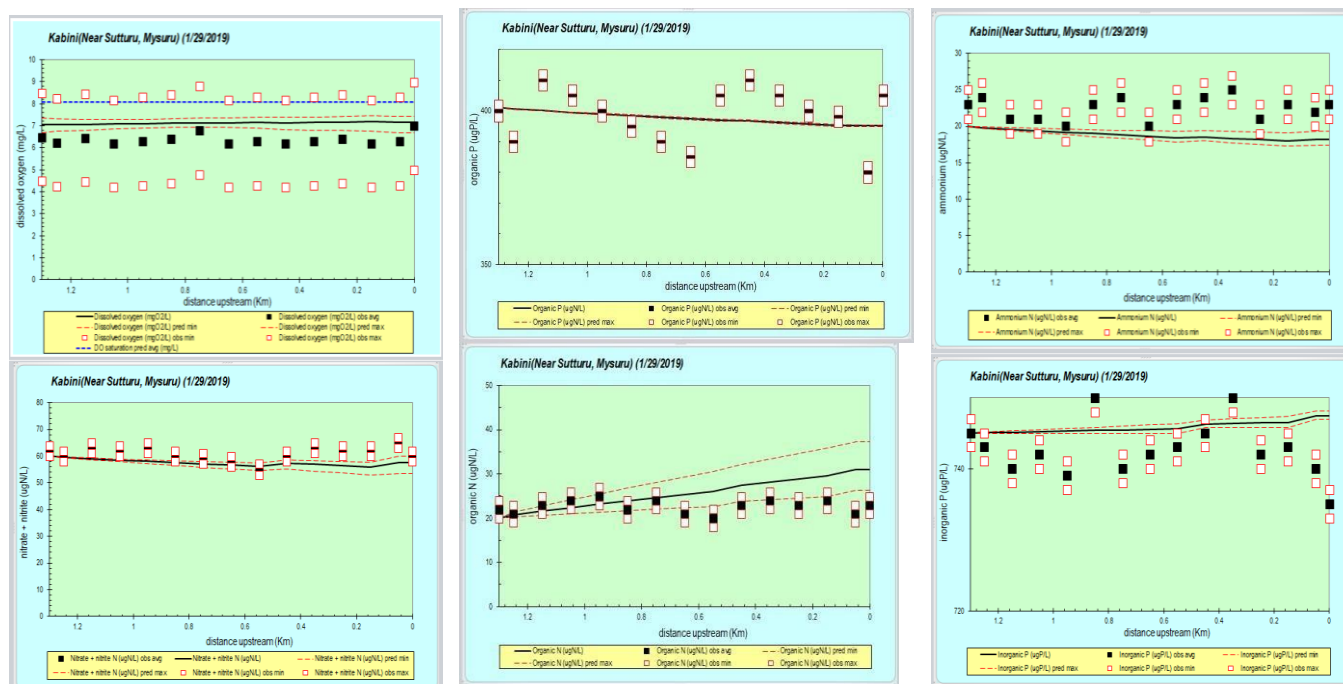 Kabini(Near Sutturu, Mysuru) (1/29/2019)
dissolved oxygen (mg/L)
10
9
8
7
6
5
4
3
2
1
0
1.2 1 0.8 0.6 0.4 0.2 0
distance upstream (Km)
Dissolved oxygen (mgO2/L) Dissolved oxygen (mgO2/L) obs avg
Dissolved oxygen (mgO2/L) pred min Dissolved oxygen (mgO2/L) pred max
Dissolved oxygen (mgO2/L) obs min Dissolved oxygen (mgO2/L) obs max
DO saturation pred avg (mg/L)
Kabini(Near Sutturu, Mysuru) (1/29/2019)
organic P (ugP/L)
400
350
1.2 1 0.8 0.6 0.4 0.2 0
distance upstream (Km)
Organic P (ugN/L) Organic P (ugN/L) obs avg Organic P (ugN/L) pred min
Organic P (ugN/L) pred max Organic P (ugN/L) obs min Organic P (ugN/L) obs max
Kabini(Near Sutturu, Mysuru) (1/29/2019)
ammonium (ugN/L)
30
25
20
15
10
5
0
1.2 1 0.8 0.6 0.4 0.2 0
distance upstream (Km)
Ammonium N (ugN/L) obs avg Ammonium N (ugN/L) Ammonium N (ugN/L) pred min
Ammonium N (ugN/L) pred max Ammonium N (ugN/L) obs min Ammonium N (ugN/L) obs max
Kabini(Near Sutturu, Mysuru) (1/29/2019)
nitrate + nitrite (ugN/L)
80
70
60
50
40
30
20
10
0
1.2 1 0.8 0.6 0.4 0.2 0
distance upstream (Km)
Nitrate + nitrite N (ugN/L) obs avg Nitrate + nitrite N (ugN/L) Nitrate + nitrite N (ugN/L) pred min
Nitrate + nitrite N (ugN/L) pred max Nitrate + nitrite N (ugN/L) obs min Nitrate + nitrite N (ugN/L) obs max
Kabini(Near Sutturu, Mysuru) (1/29/2019)
organic N (ugN/L)
50
40
30
20
10
0
1.2 1 0.8 0.6 0.4 0.2 0
distance upstream (Km)
Organic N (ugN/L) Organic N (ugN/L) obs avg Organic N (ugN/L) pred min
Organic N (ugN/L) pred max Organic N (ugN/L) obs min Organic N (ugN/L) obs max
Kabini(Near Sutturu, Mysuru) (1/29/2019)
inorganic P (ugP/L)
740
720
1.2 1 0.8 0.6 0.4 0.2 0
distance upstream (Km)
Inorganic P (ugP/L) Inorganic P (ugP/L) obs avg Inorganic P (ugP/L) pred min
Inorganic P (ugP/L) pred max Inorganic P (ugP/L) obs min Inorganic P (ugP/L) obs max